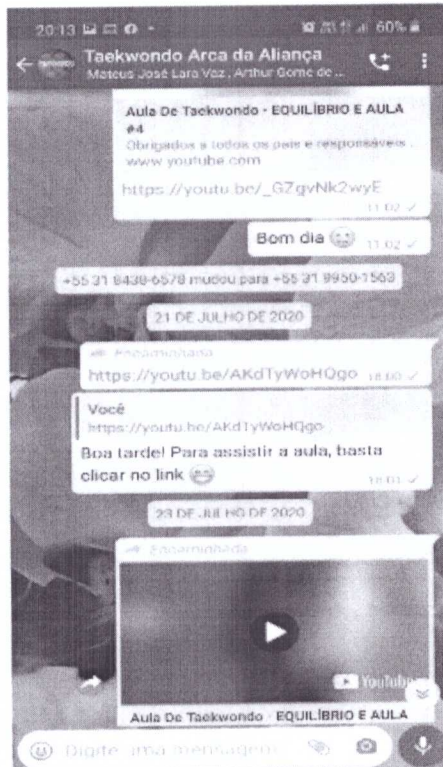 20:13
60%
Taekwondo Arca da Aliança
Mateus José Lara Vaz, Arthur Gome de ...
Aula De Taekwondo - EQUILÍBRIO E AULA
#4
Obrigados a todos os pais e responsáveis
www.youtube.com
https://youtu.be/_GZgvNk2wyE
11:02
Bom dia
11:02
+55 31 8438-6578 mudou para +55 31 9950-1563
21 DE JULHO DE 2020
Encaminhada
https://youtu.be/AKdTyWoHQgo
18:00
Você
https://youtu.be/AKdTyWoHQgo
Boa tarde! Para assistir a aula, basta
clicar no link
18:01
23 DE JULHO DE 2020
Encaminhada
YouTube
Aula De Taekwondo - EQUILÍBRIO E AULA
Digite uma mensagem